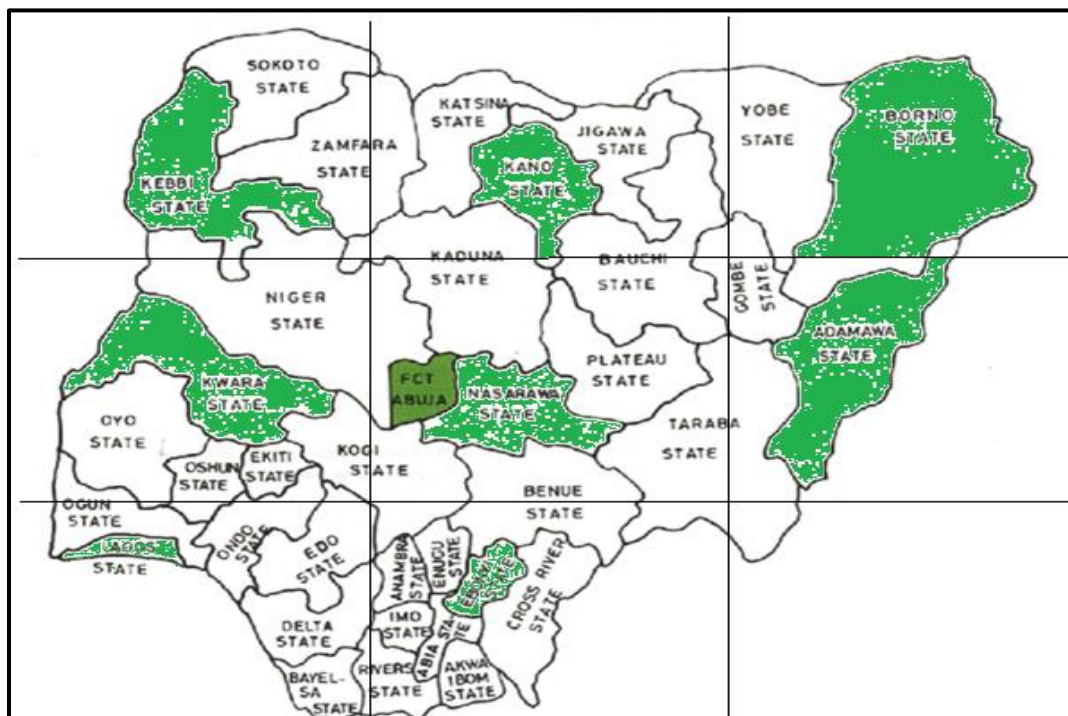 SOKOTO
STATE
KATSINA
STATE
YOBE
STATE
BORNO
STATE
JIGAWA
STATE
ZAMFARA
STATE
KANO
STATE
KEBBI
STATE
KADUNA
STATE
BAUCHI
STATE
GOMBE
STATE
NIGER
STATE
ADAMAWA
STATE
PLATEAU
STATE
FCT
ABUJA
KWARA
STATE
NASARAWA
STATE
OYO
STATE
TARABA
STATE
KOGI
STATE
EKITI
STATE
OSHUN
STATE
BENUE
STATE
OGUN
STATE
LAGOS
STATE
ONDO
STATE
EDO
STATE
ANAMBRA
STATE
ENUGU
STATE
EBONYI
STATE
CROSS RIVER
STATE
IMO
STATE
ABIA STA-
TE
DELTA
STATE
RIVERS
STATE
AKWA
IBOM
STATE
BAYEL-
SA
STATE